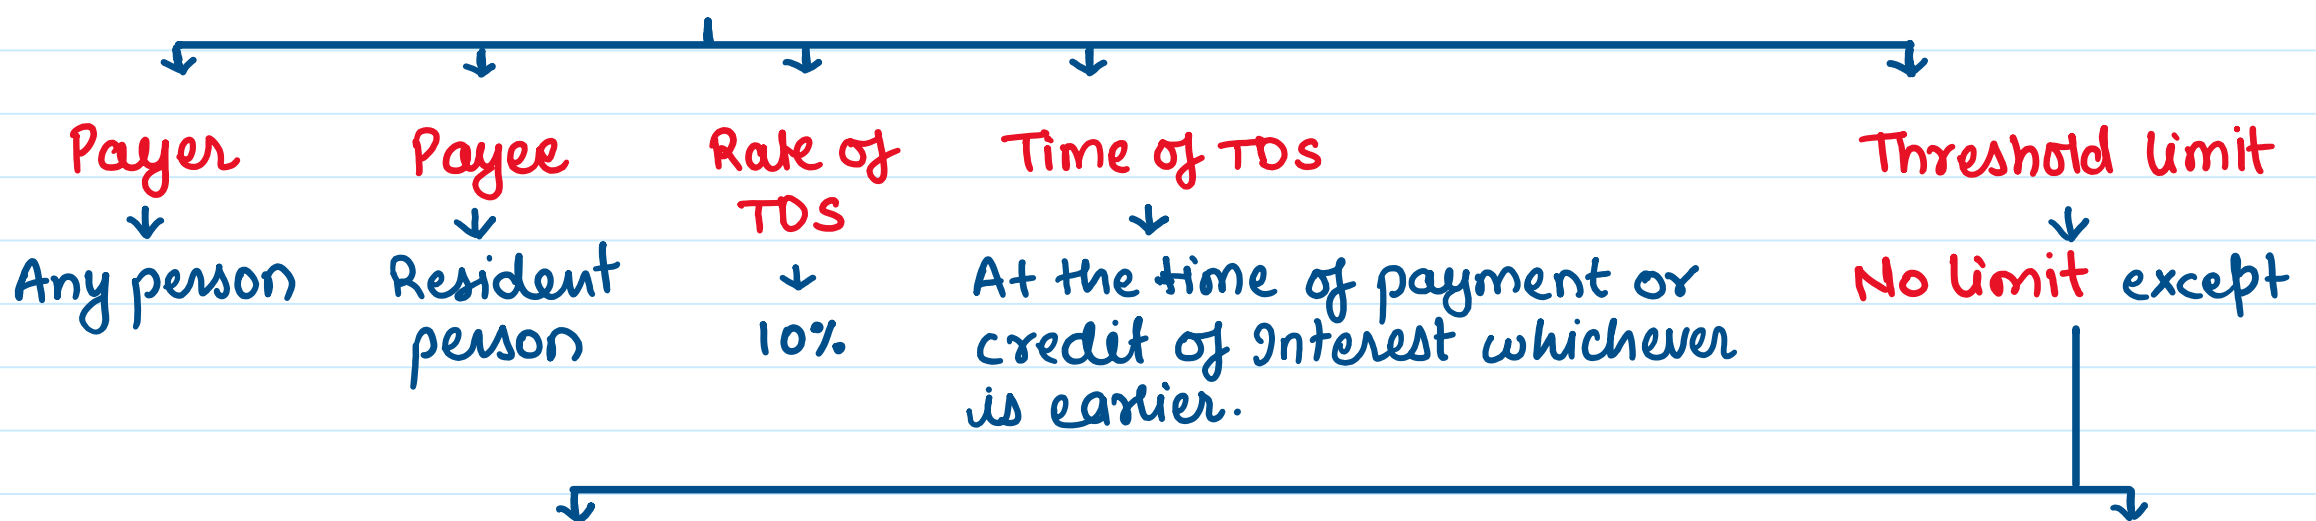 Payer
Payee
Rate of
TDS
Time of TDS
Threshold limit
Any person
Resident
person
10%
At the time of payment or
credit of Interest whichever
is earlier.
No limit except